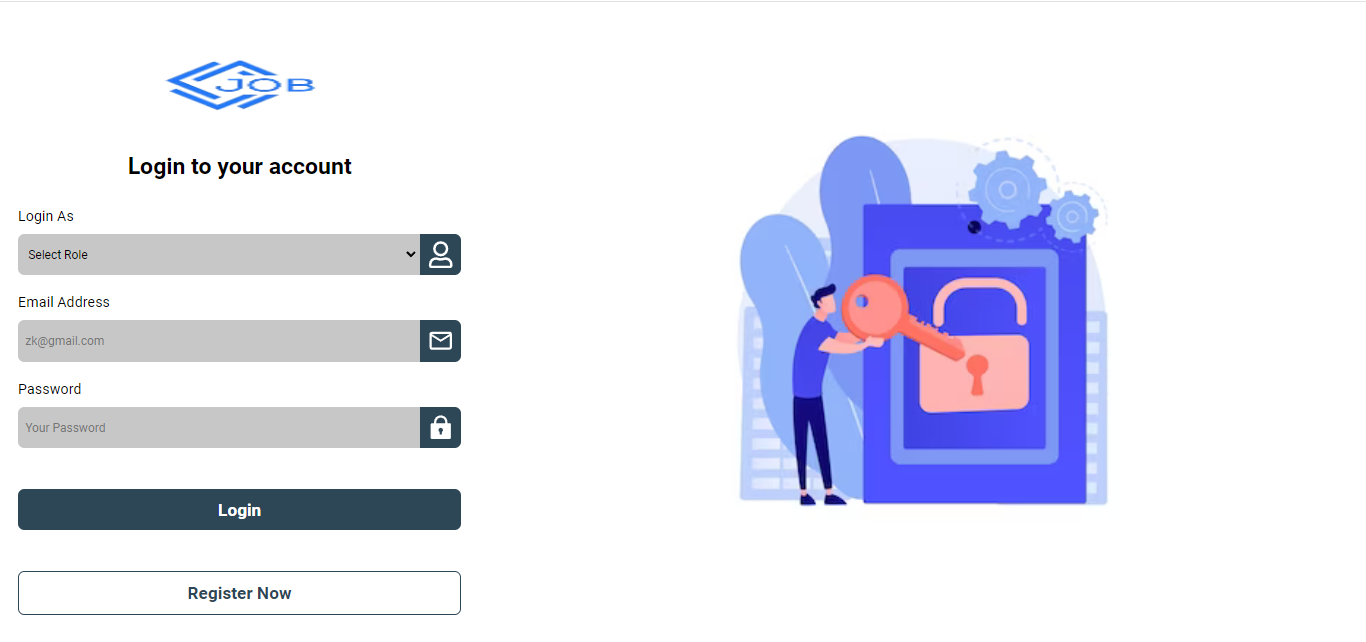 JOB
Login to your account
Login As
Select Role
Email Address
zk@gmail.com
Password
Your Password
Login
Register Now